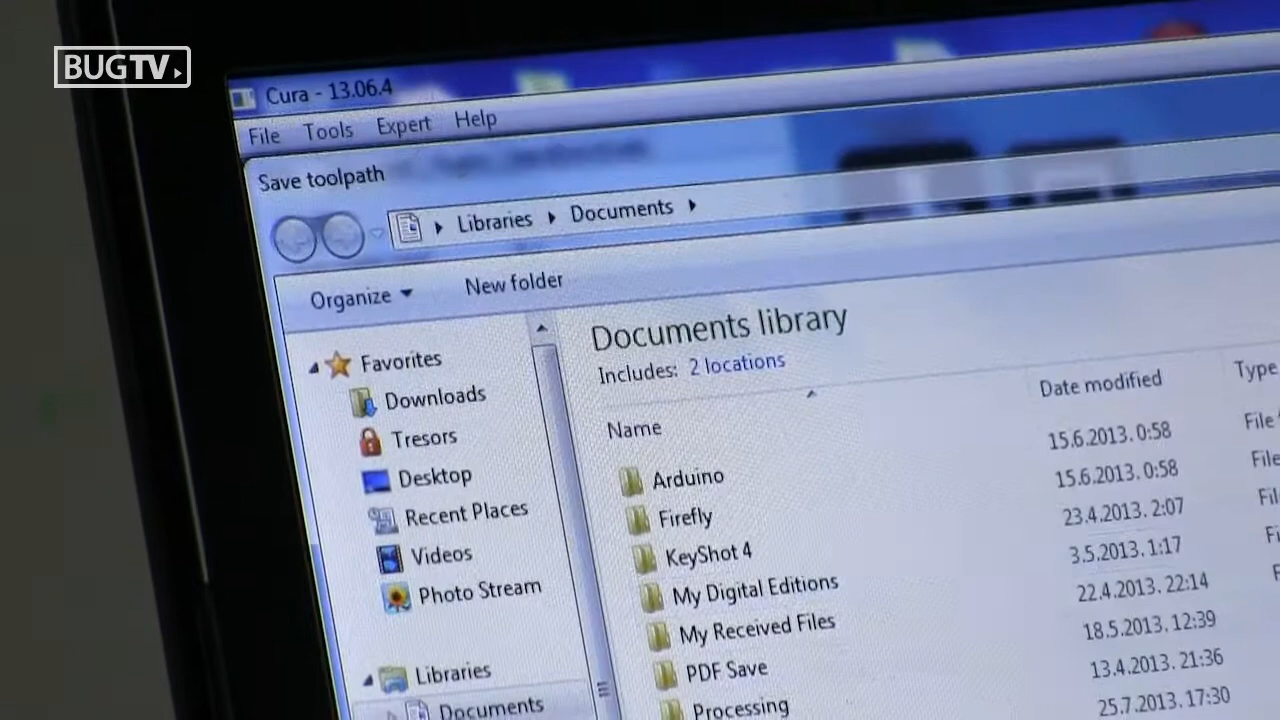 BUGTV
Cura - 13.06.4
File Tools Expert Help
Save toolpath
Libraries Documents
Organize New folder
Documents library
Includes: 2 locations
Name Date modified Type
Favorites
Downloads
Tresors
Desktop
Recent Places
Videos
Photo Stream
Libraries
Documents
Arduino 15.6.2013. 0:58 File
Firefly 15.6.2013. 0:58 File
KeyShot 4 23.4.2013. 2:07 Fil
My Digital Editions 3.5.2013. 1:17 Fi
My Received Files 22.4.2013. 22:14 F
PDF Save 18.5.2013. 12:39
Processing 13.4.2013. 21:36
25.7.2013. 17:30